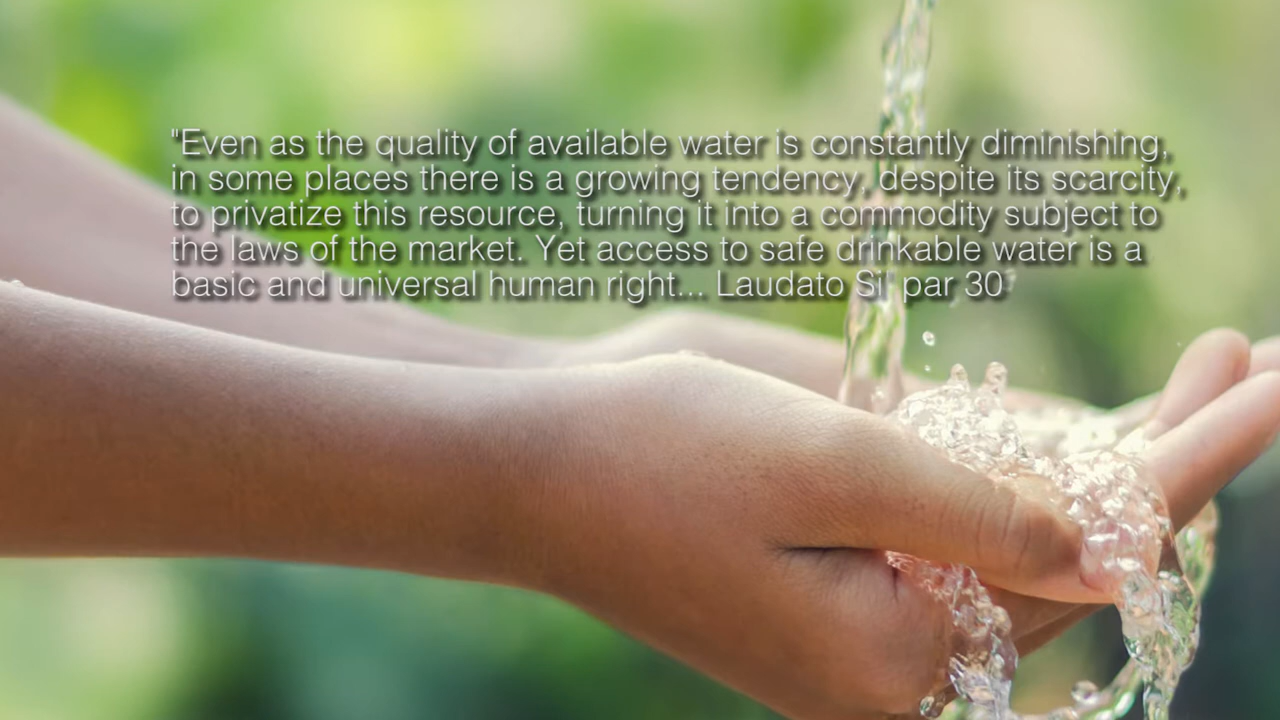 "Even as the quality of available water is constantly diminishing,
in some places there is a growing tendency, despite its scarcity,
to privatize this resource, turning it into a commodity subject to
the laws of the market. Yet access to safe drinkable water is a
basic and universal human right... Laudato Si' par 30